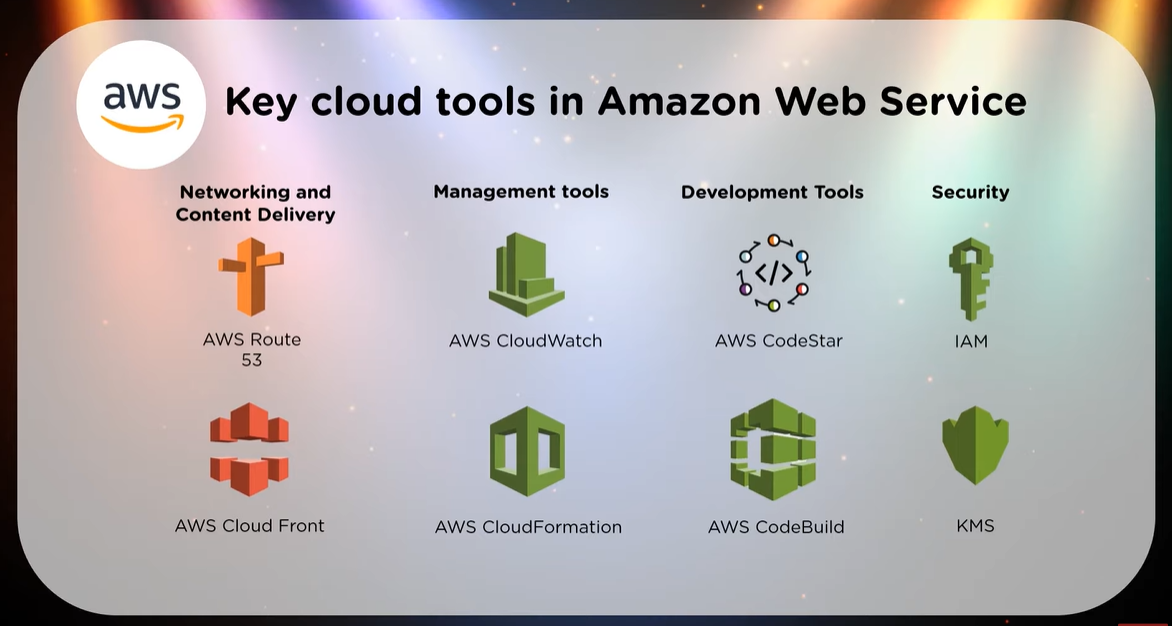 aws
Key cloud tools in Amazon Web Service
Networking and
Content Delivery
Management tools
Development Tools
Security
</>
AWS Route
53
AWS CloudWatch
AWS CodeStar
IAM
AWS Cloud Front
AWS CloudFormation
AWS CodeBuild
KMS